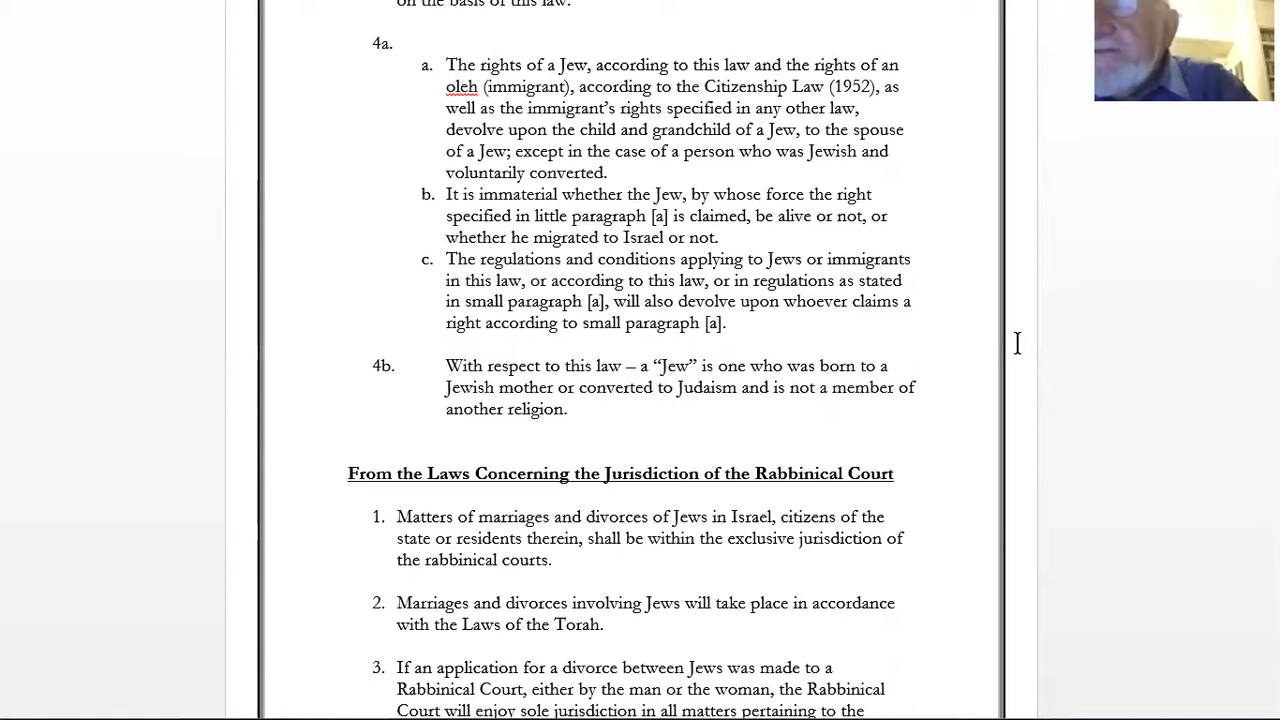 on the basis of this law.
4a.
a. The rights of a Jew, according to this law and the rights of an
oleh (immigrant), according to the Citizenship Law (1952), as
well as the immigrant’s rights specified in any other law,
devolve upon the child and grandchild of a Jew, to the spouse
of a Jew; except in the case of a person who was Jewish and
voluntarily converted.
b. It is immaterial whether the Jew, by whose force the right
specified in little paragraph [a] is claimed, be alive or not, or
whether he migrated to Israel or not.
c. The regulations and conditions applying to Jews or immigrants
in this law, or according to this law, or in regulations as stated
in small paragraph [a], will also devolve upon whoever claims a
right according to small paragraph [a].
4b. With respect to this law – a “Jew” is one who was born to a
Jewish mother or converted to Judaism and is not a member of
another religion.
From the Laws Concerning the Jurisdiction of the Rabbinical Court
1. Matters of marriages and divorces of Jews in Israel, citizens of the
state or residents therein, shall be within the exclusive jurisdiction of
the rabbinical courts.
2. Marriages and divorces involving Jews will take place in accordance
with the Laws of the Torah.
3. If an application for a divorce between Jews was made to a
Rabbinical Court, either by the man or the woman, the Rabbinical
Court will enjoy sole jurisdiction in all matters pertaining to the